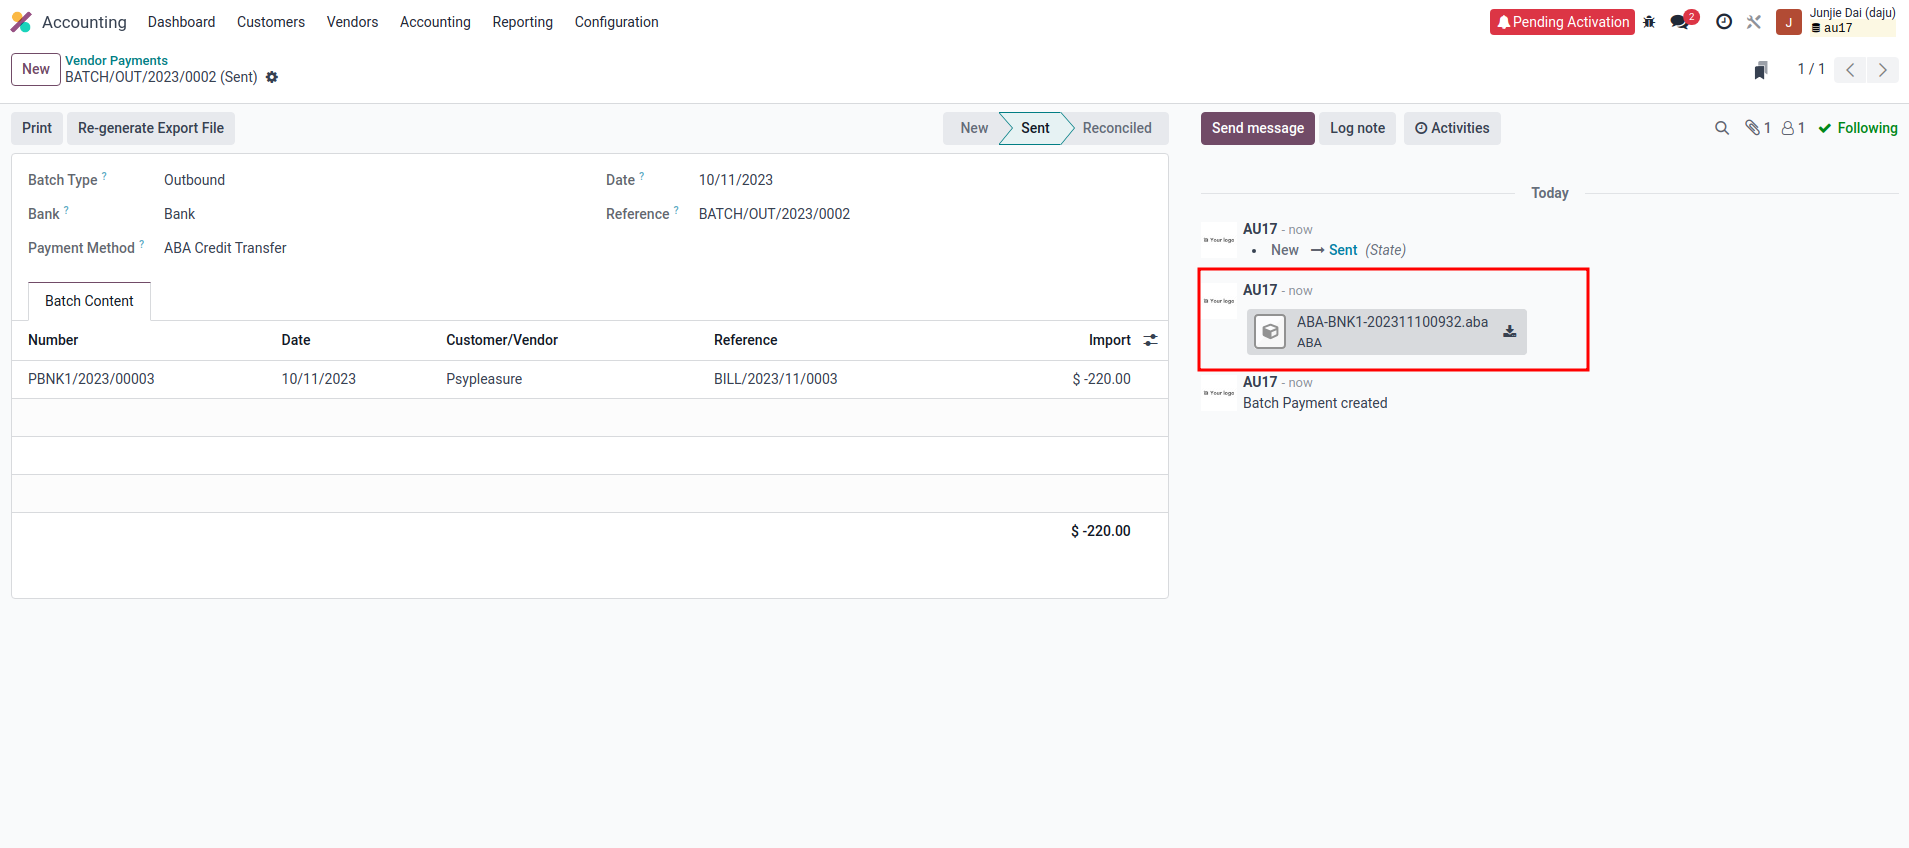 Accounting Dashboard Customers Vendors Accounting Reporting Configuration
Pending Activation 2 J Junjie Dai (daju)
au17
New Vendor Payments
BATCH/OUT/2023/0002 (Sent)
1 / 1
Print Re-generate Export File New Sent Reconciled
Send message Log note Activities 1 1 Following
Batch Type ? Outbound Date ? 10/11/2023
Bank ? Bank Reference ? BATCH/OUT/2023/0002
Payment Method ? ABA Credit Transfer
Batch Content
Number Date Customer/Vendor Reference Import
PBNK1/2023/00003 10/11/2023 Psypleasure BILL/2023/11/0003 $ -220.00
$ -220.00
Today
Your logo AU17 - now
• New → Sent (State)
Your logo AU17 - now
ABA-BNK1-202311100932.aba
ABA
Your logo AU17 - now
Batch Payment created